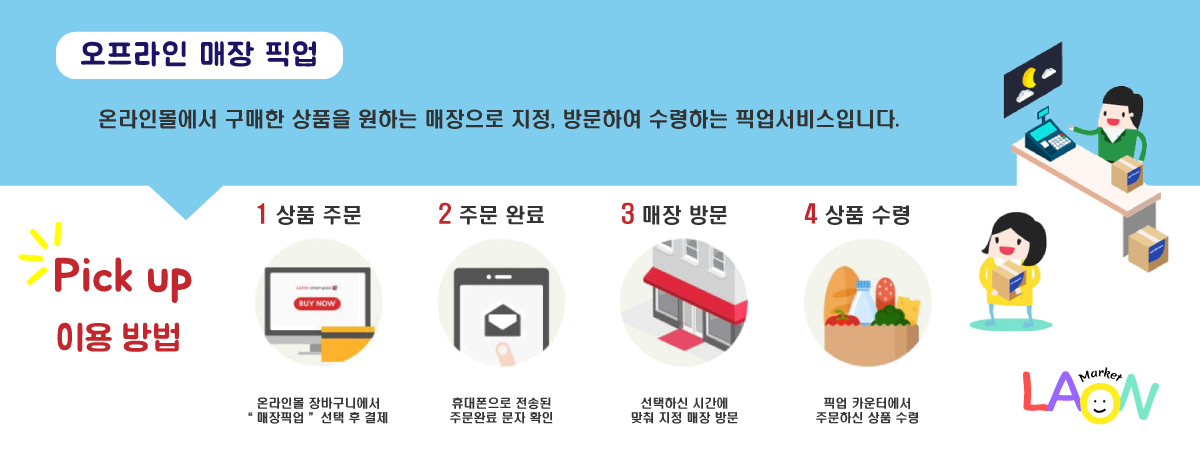 오프라인 매장 픽업
온라인몰에서 구매한 상품을 원하는 매장으로 지정, 방문하여 수령하는 픽업서비스입니다.
Pick up
이용 방법
1 상품 주문
BUY NOW
온라인몰 장바구니에서
“ 매장픽업 ” 선택 후 결제
2 주문 완료
휴대폰으로 전송된
주문완료 문자 확인
3 매장 방문
선택하신 시간에
맞춰 지정 매장 방문
4 상품 수령
픽업 카운터에서
주문하신 상품 수령
Market
LAON